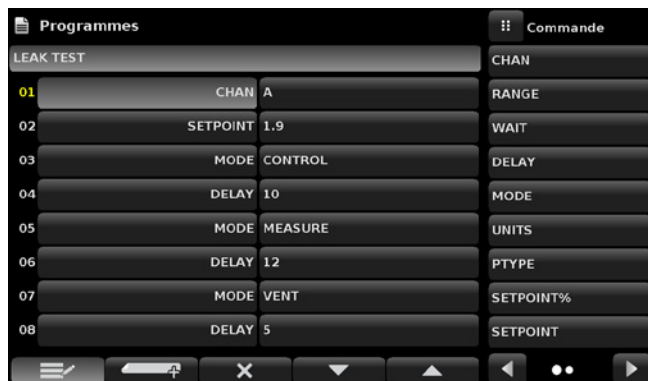 Programmes
LEAK TEST
01 CHAN A
02 SETPOINT 1.9
03 MODE CONTROL
04 DELAY 10
05 MODE MEASURE
06 DELAY 12
07 MODE VENT
08 DELAY 5
Commande
CHAN
RANGE
WAIT
DELAY
MODE
UNITS
PTYPE
SETPOINT%
SETPOINT